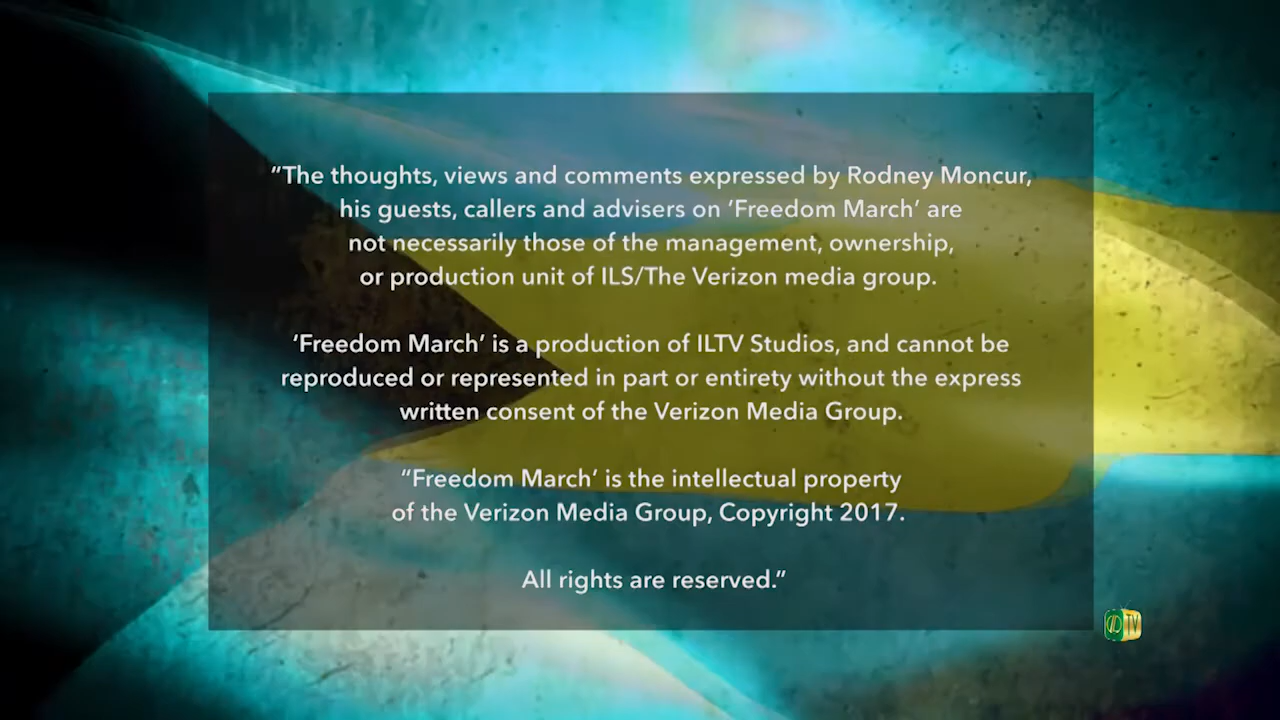 “The thoughts, views and comments expressed by Rodney Moncur,
his guests, callers and advisers on ‘Freedom March’ are
not necessarily those of the management, ownership,
or production unit of ILS/The Verizon media group.
‘Freedom March’ is a production of ILTV Studios, and cannot be
reproduced or represented in part or entirety without the express
written consent of the Verizon Media Group.
“Freedom March’ is the intellectual property
of the Verizon Media Group, Copyright 2017.
All rights are reserved.”
TV